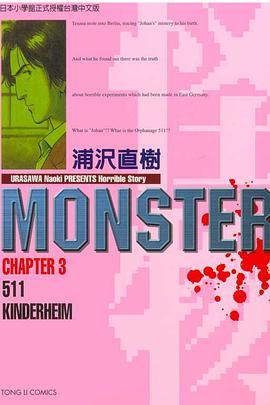 日本小學館正式授權台灣中文版
Tenma stole into Berlin, tracing "Johan's" mistery to his birth.
And what he found out there was the truth
about horrible experiments which had been made in East Germany.
What is "Johan"!? What is the Orphanage 511!?
浦沢直樹
URASAWA Naoki PRESENTS Horrible Story
MONSTER
CHAPTER 3
511
KINDERHEIM
TONG LI COMICS